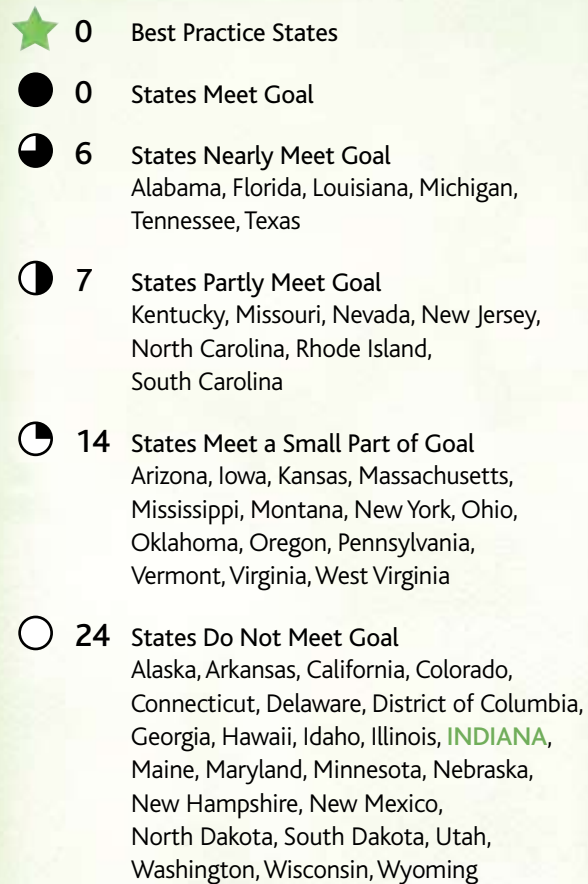 0 Best Practice States
0 States Meet Goal
6 States Nearly Meet Goal
Alabama, Florida, Louisiana, Michigan,
Tennessee, Texas
7 States Partly Meet Goal
Kentucky, Missouri, Nevada, New Jersey,
North Carolina, Rhode Island,
South Carolina
14 States Meet a Small Part of Goal
Arizona, Iowa, Kansas, Massachusetts,
Mississippi, Montana, New York, Ohio,
Oklahoma, Oregon, Pennsylvania,
Vermont, Virginia, West Virginia
24 States Do Not Meet Goal
Alaska, Arkansas, California, Colorado,
Connecticut, Delaware, District of Columbia,
Georgia, Hawaii, Idaho, Illinois, INDIANA,
Maine, Maryland, Minnesota, Nebraska,
New Hampshire, New Mexico,
North Dakota, South Dakota, Utah,
Washington, Wisconsin, Wyoming